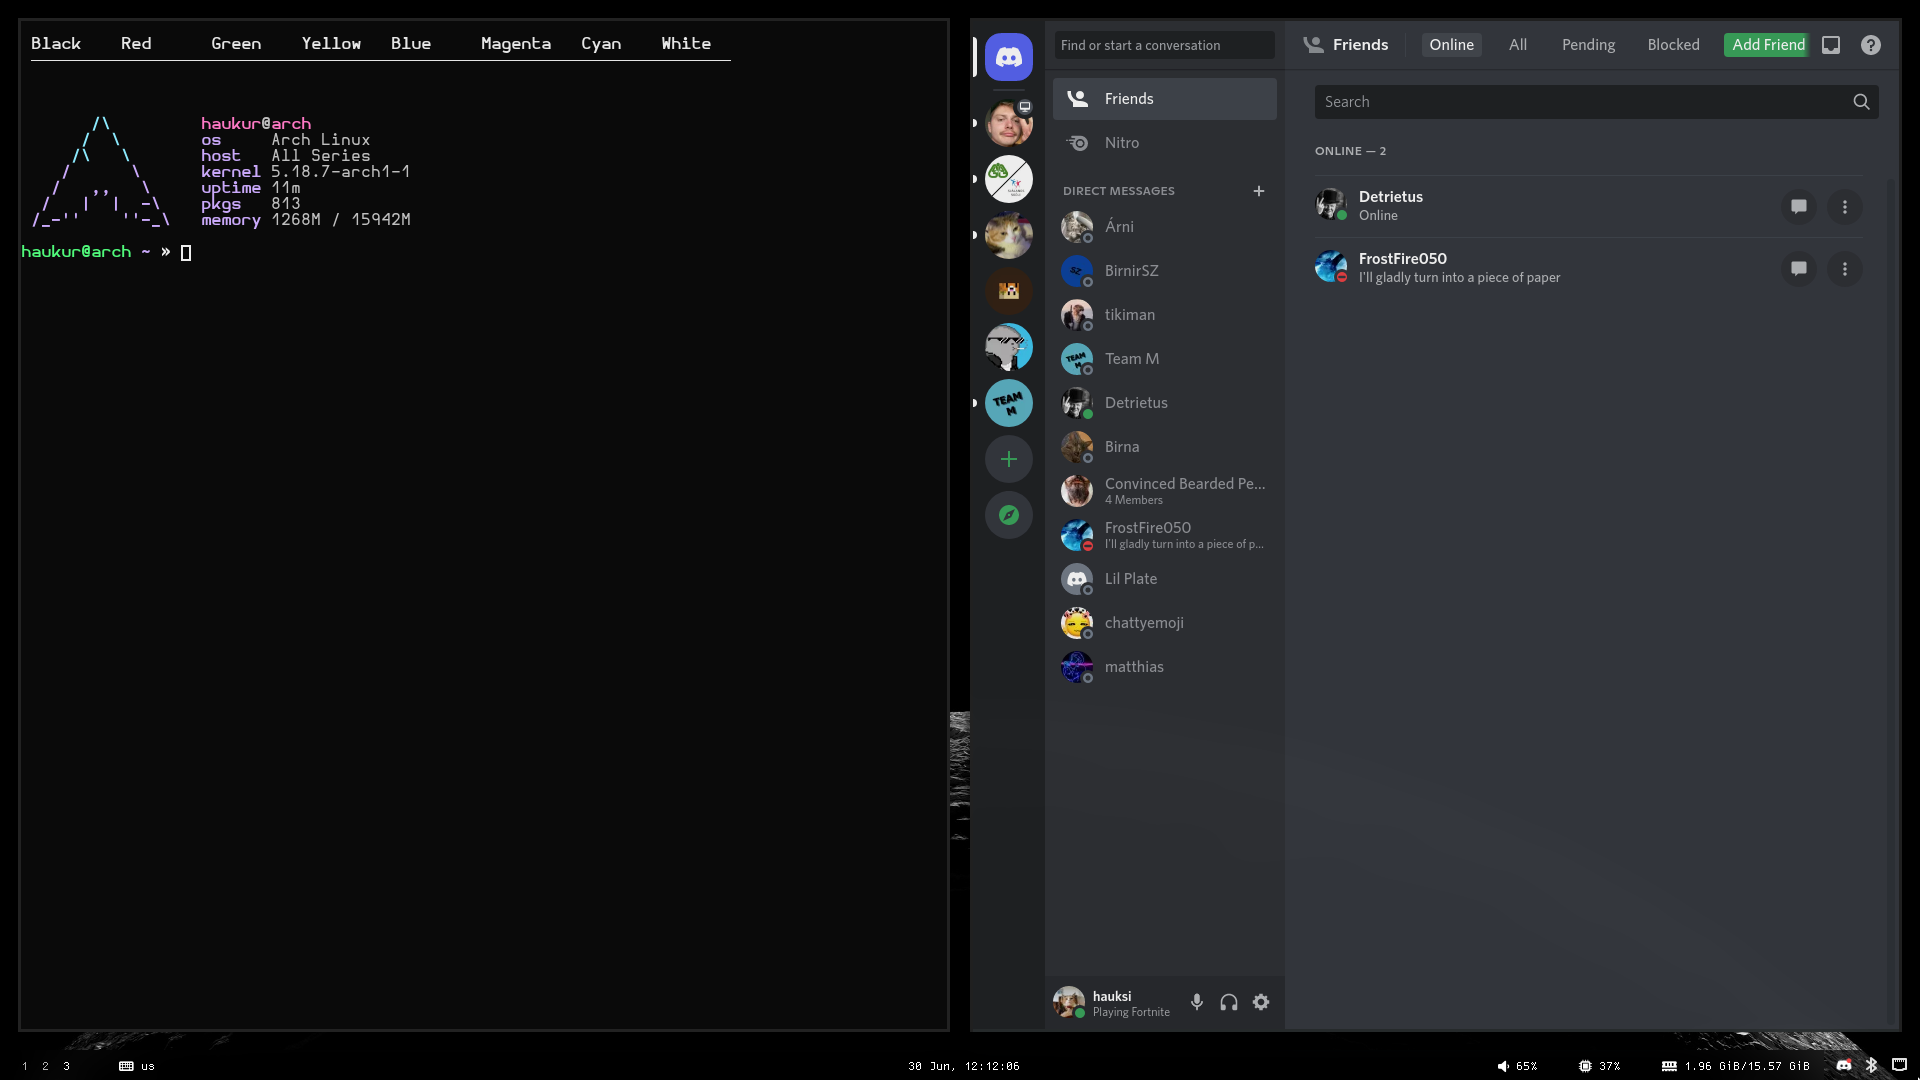 Black Red Green Yellow Blue Magenta Cyan White
haukur@arch
os Arch Linux
host All Series
kernel 5.18.7-arch1-1
uptime 11m
pkgs 813
memory 1268M / 15942M
haukur@arch ~ »
Find or start a conversation
Friends
Nitro
DIRECT MESSAGES
Árni
BirnirSZ
tikiman
Team M
Detrietus
Birna
Convinced Bearded Pe...
4 Members
FrostFire050
I'll gladly turn into a piece of p...
Lil Plate
chattyemoji
matthias
TEAM
M
TEAM
M
SZ
hauksi
Playing Fortnite
Friends Online All Pending Blocked Add Friend
Search
ONLINE — 2
Detrietus
Online
FrostFire050
I'll gladly turn into a piece of paper
1 2 3 us 30 Jun, 12:12:06 65% 37% 1.96 GiB/15.57 GiB